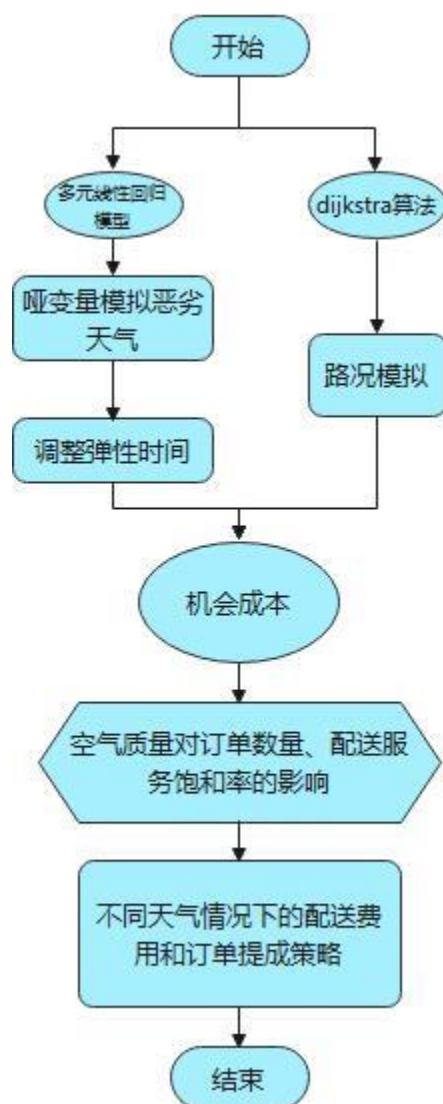 开始
多元线性回归
模型
dijkstra算法
哑变量模拟恶劣
天气
路况模拟
调整弹性时间
机会成本
空气质量对订单数量、配送服
务饱和率的影响
不同天气情况下的配送费
用和订单提成策略
结束